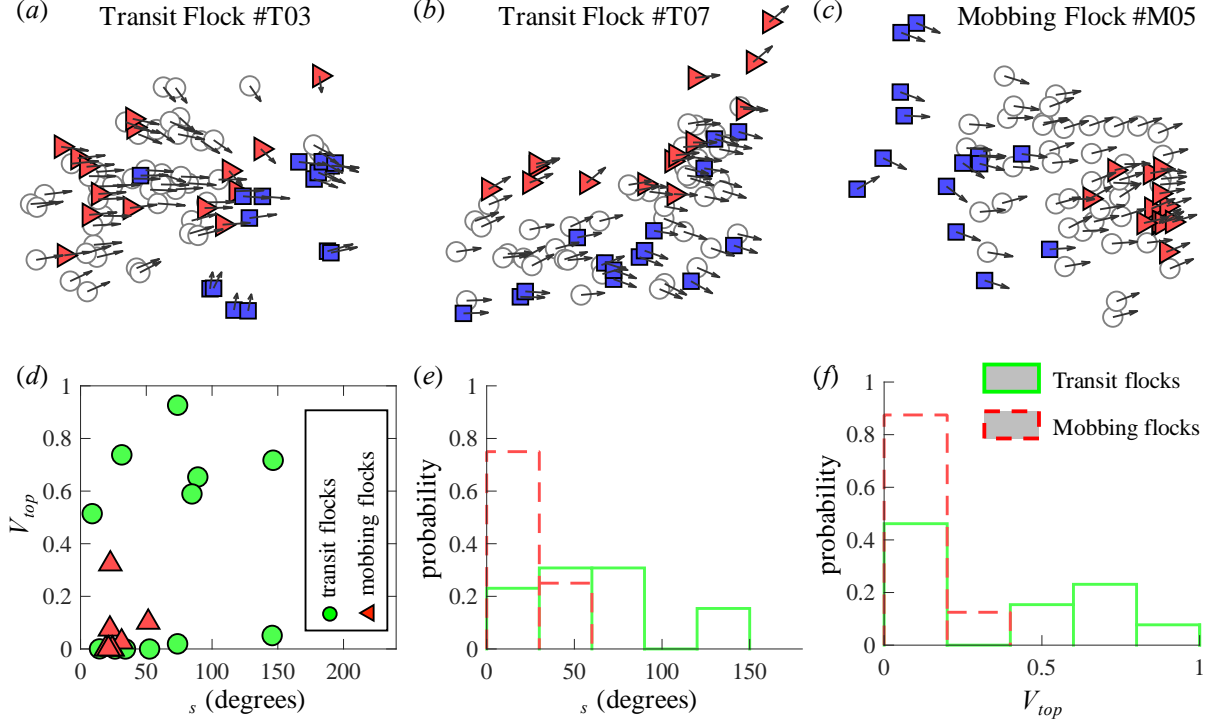 (a) Transit Flock #T03
(b) Transit Flock #T07
(c) Mobbing Flock #M05
(d)
1
0.8
0.6
0.4
0.2
0
V_top
0 50 100 150 200
s (degrees)
transit flocks
mobbing flocks
(e)
1
0.8
0.6
0.4
0.2
0
probability
0 50 100 150
s (degrees)
(f)
Transit flocks
Mobbing flocks
1
0.8
0.6
0.4
0.2
0
probability
0 0.5 1
V_top